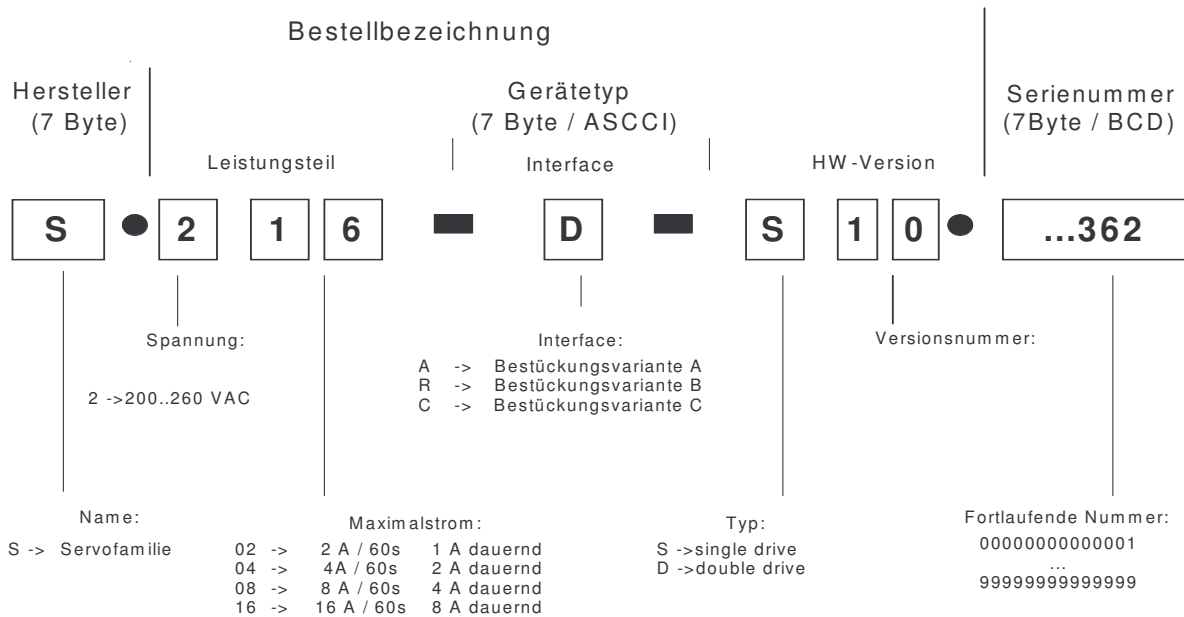 Bestellbezeichnung
Hersteller
(7 Byte)
Gerätetyp
(7 Byte / ASCCI)
Serienummer
(7Byte / BCD)
Leistungsteil
Interface
HW-Version
S
2
1
6
D
S
1
0
...362
Spannung:
2 ->200..260 VAC
Interface:
A -> Bestückungsvariante A
R -> Bestückungsvariante B
C -> Bestückungsvariante C
Versionsnummer:
Name:
S -> Servofamilie
Maximalstrom:
02 -> 2 A / 60s 1 A dauernd
04 -> 4A / 60s 2 A dauernd
08 -> 8 A / 60s 4 A dauernd
16 -> 16 A / 60s 8 A dauernd
Typ:
S ->single drive
D ->double drive
Fortlaufende Nummer:
00000000000001
...
99999999999999